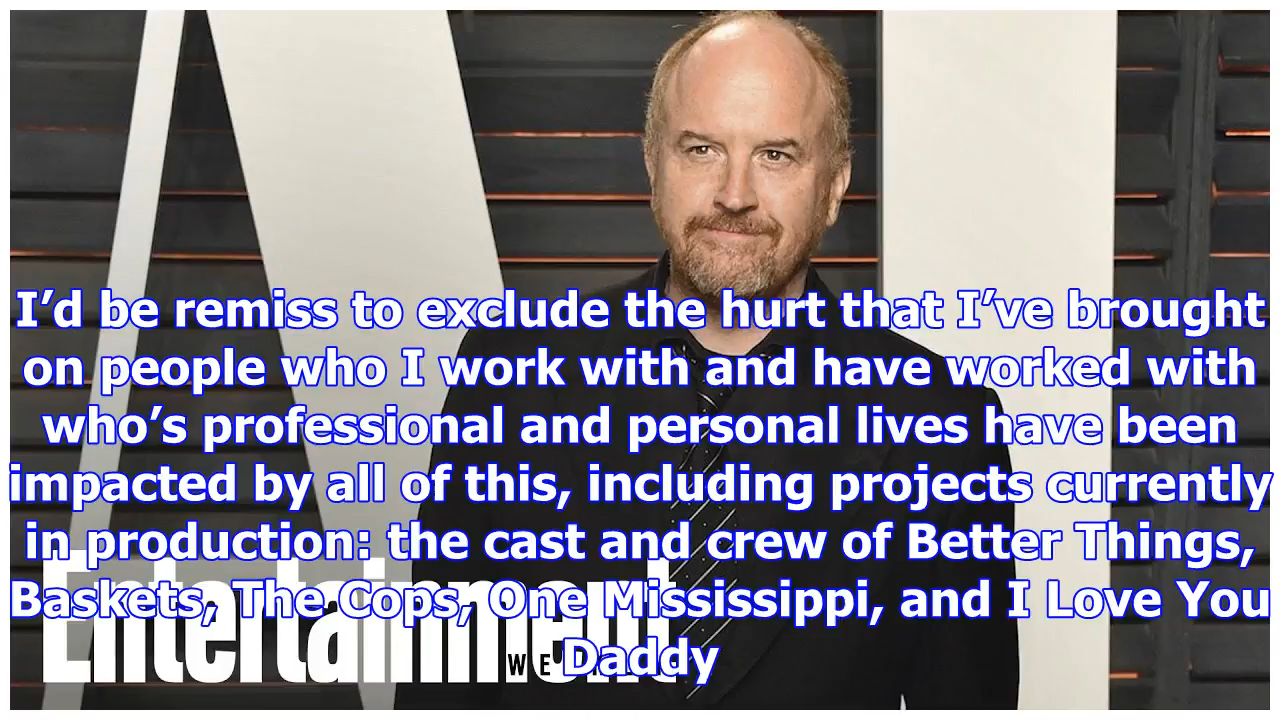 I’d be remiss to exclude the hurt that I’ve brought
on people who I work with and have worked with
who’s professional and personal lives have been
impacted by all of this, including projects currently
in production: the cast and crew of Better Things,
Baskets, The Cops, One Mississippi, and I Love You
Daddy
Entertainment
WE